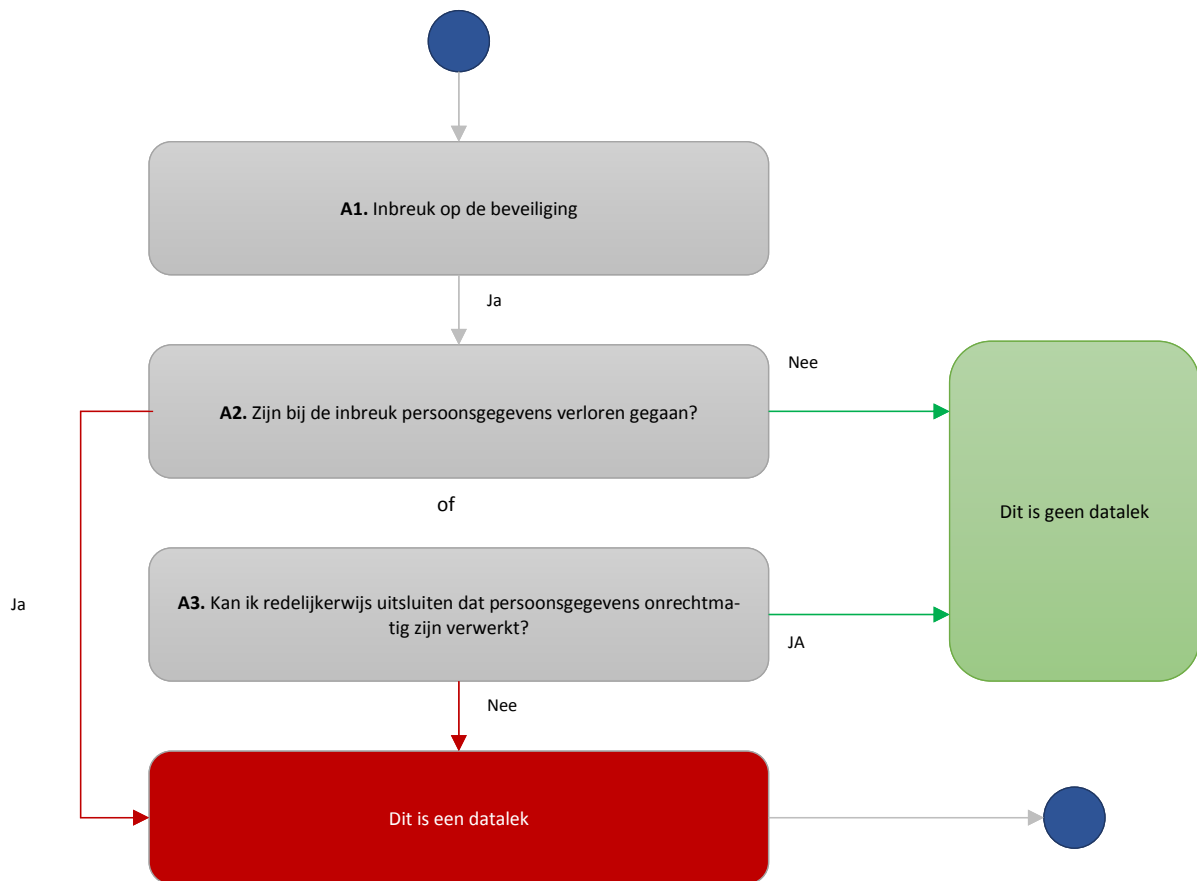 A1. Inbreuk op de beveiliging
Ja
Nee
A2. Zijn bij de inbreuk persoonsgegevens verloren gegaan?
of
Dit is geen datalek
A3. Kan ik redelijkerwijs uitsluiten dat persoonsgegevens onrechtma-
tig zijn verwerkt?
Ja
JA
Nee
Dit is een datalek